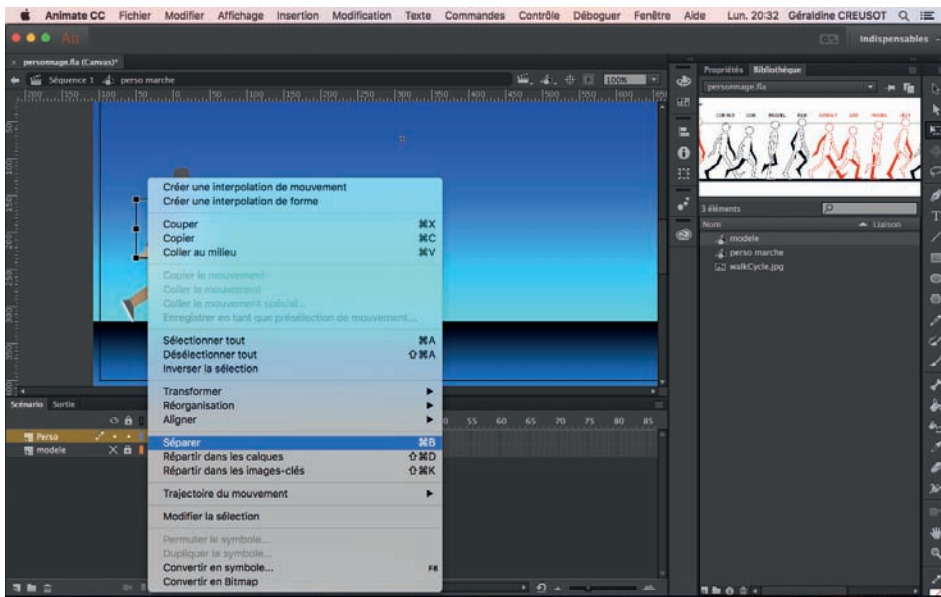 Animate CC Fichier Modifier Affichage Insertion Modification Texte Commandes Contrôle Déboguer Fenêtre Aide Lun. 20:32 Géraldine CREUSOT
An Indispensables
× personnage.fla (Canvas)*
Séquence 1 perso marche 100%
Propriétés Bibliothèque
personnage.fla
3 éléments
Nom Liaison
modele
perso marche
walkCycle.jpg
Créer une interpolation de mouvement
Créer une interpolation de forme
Couper ⌘X
Copier ⌘C
Coller au milieu ⌘V
Copier le mouvement
Coller le mouvement
Coller le mouvement spécial...
Enregistrer en tant que présélection de mouvement...
Sélectionner tout ⌘A
Désélectionner tout ⇧⌘A
Inverser la sélection
Transformer
Réorganisation
Aligner
Séparer ⌘B
Répartir dans les calques ⇧⌘D
Répartir dans les images-clés ⇧⌘K
Trajectoire du mouvement
Modifier la sélection
Permuter le symbole...
Dupliquer le symbole...
Convertir en symbole... F8
Convertir en Bitmap
Scénario Sortie
55 60 65 70 75 80 85
Perso
modele